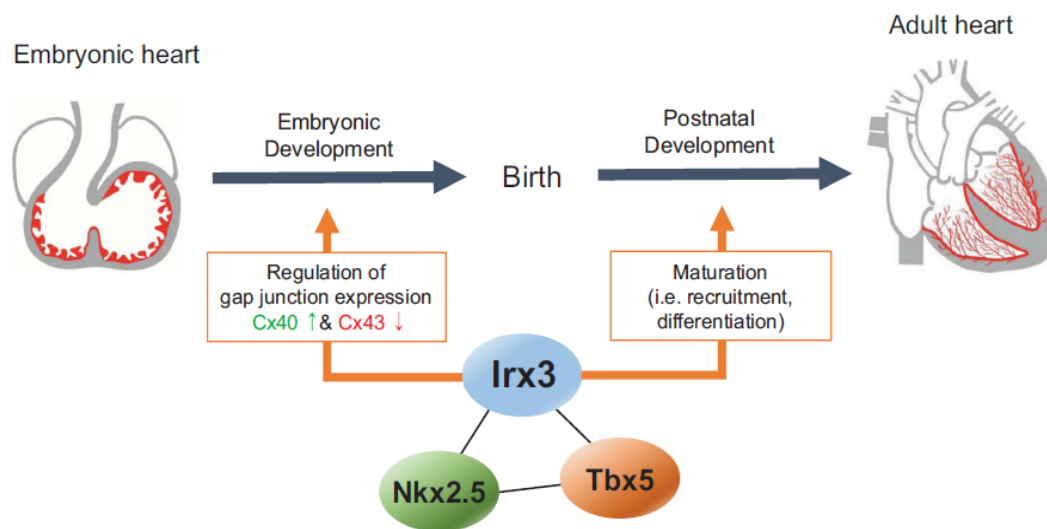 Embryonic heart
Adult heart
Embryonic
Development
Birth
Postnatal
Development
Regulation of
gap junction expression
Cx40 ↑ & Cx43 ↓
Maturation
(i.e. recruitment,
differentiation)
Irx3
Nkx2.5
Tbx5